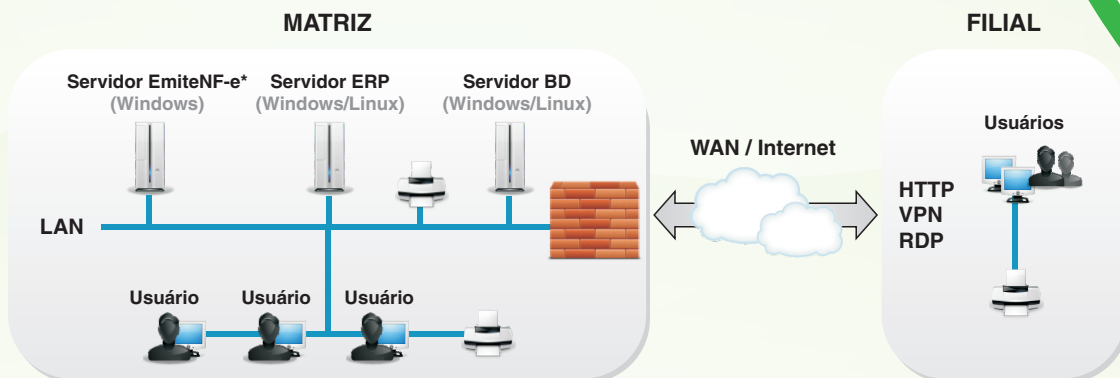 MATRIZ
FILIAL
Servidor EmiteNF-e*
(Windows)
Servidor ERP
(Windows/Linux)
Servidor BD
(Windows/Linux)
Usuários
WAN / Internet
HTTP
VPN
RDP
LAN
Usuário
Usuário
Usuário